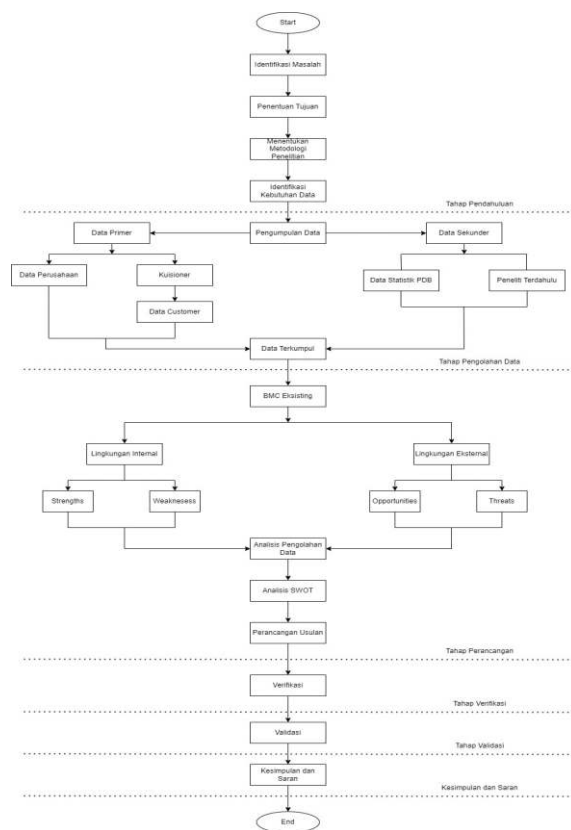 Start
Identifikasi Masalah
Penentuan Tujuan
Menentukan
Metodologi
Penelitian
Identifikasi
Kebutuhan Data
Tahap Pendahuluan
Data Primer
Pengumpulan Data
Data Sekunder
Data Perusahaan
Kuisioner
Data Statistik PDB
Peneliti Terdahulu
Data Customer
Data Terkumpul
Tahap Pengolahan Data
BMC Eksisting
Lingkungan Internal
Lingkungan Eksternal
Strengths
Weaknesess
Opportunities
Threats
Analisis Pengolahan
Data
Analisis SWOT
Perancangan Usulan
Tahap Perancangan
Verifikasi
Tahap Verifikasi
Validasi
Tahap Validasi
Kesimpulan dan
Saran
Kesimpulan dan Saran
End